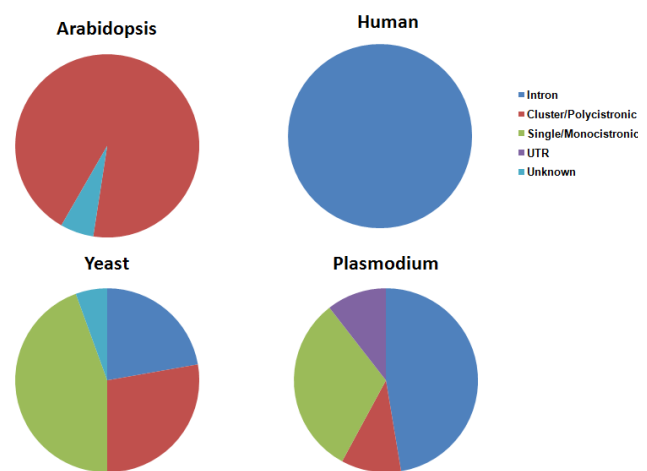 Arabidopsis
Human
Intron
Cluster/Polycistronic
Single/Monocistronic
UTR
Unknown
Yeast
Plasmodium